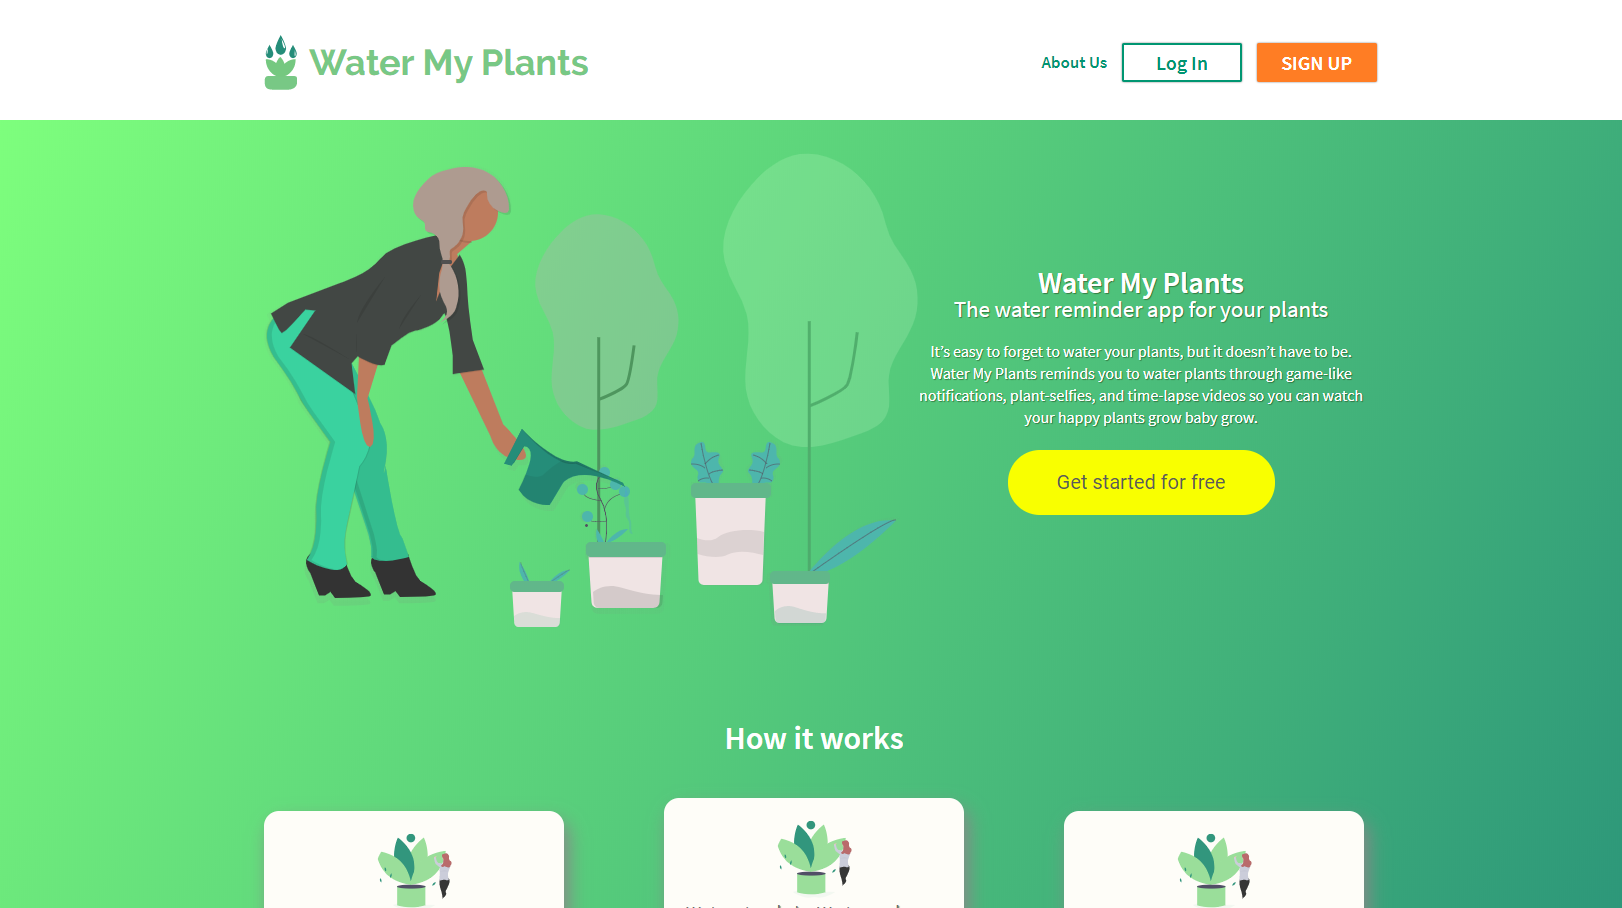 Water My Plants
About Us
Log In
SIGN UP
Water My Plants
The water reminder app for your plants
It’s easy to forget to water your plants, but it doesn’t have to be.
Water My Plants reminds you to water plants through game-like
notifications, plant-selfies, and time-lapse videos so you can watch
your happy plants grow baby grow.
Get started for free
How it works